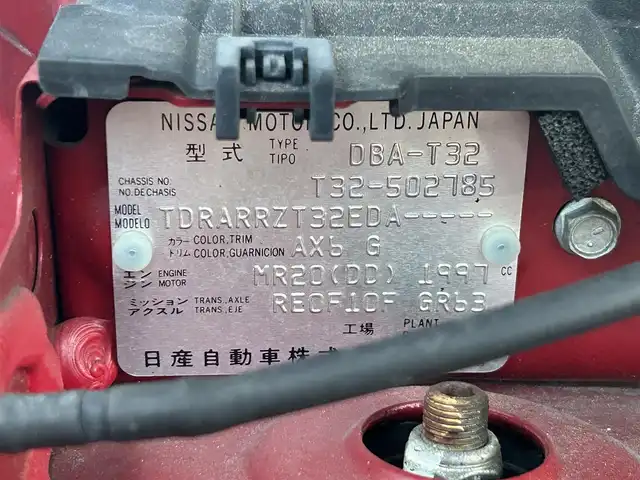 NISSAN MOTOR CO.,LTD. JAPAN
型式 TYPE TIPO DBA-T32
CHASSIS NO. NO. DE CHASIS T32-502785
MODEL MODELO TDRARRZT32EDA-----
カラー COLOR,TRIM
トリム COLOR,GUARNICION AX6 G
エンジン ENGINE MOTOR MR20(DD) 1997 CC
ミッション TRANS.,AXLE
アクスル TRANS.,EJE RE0F10F GR63
工場 PLANT
日産自動車株式